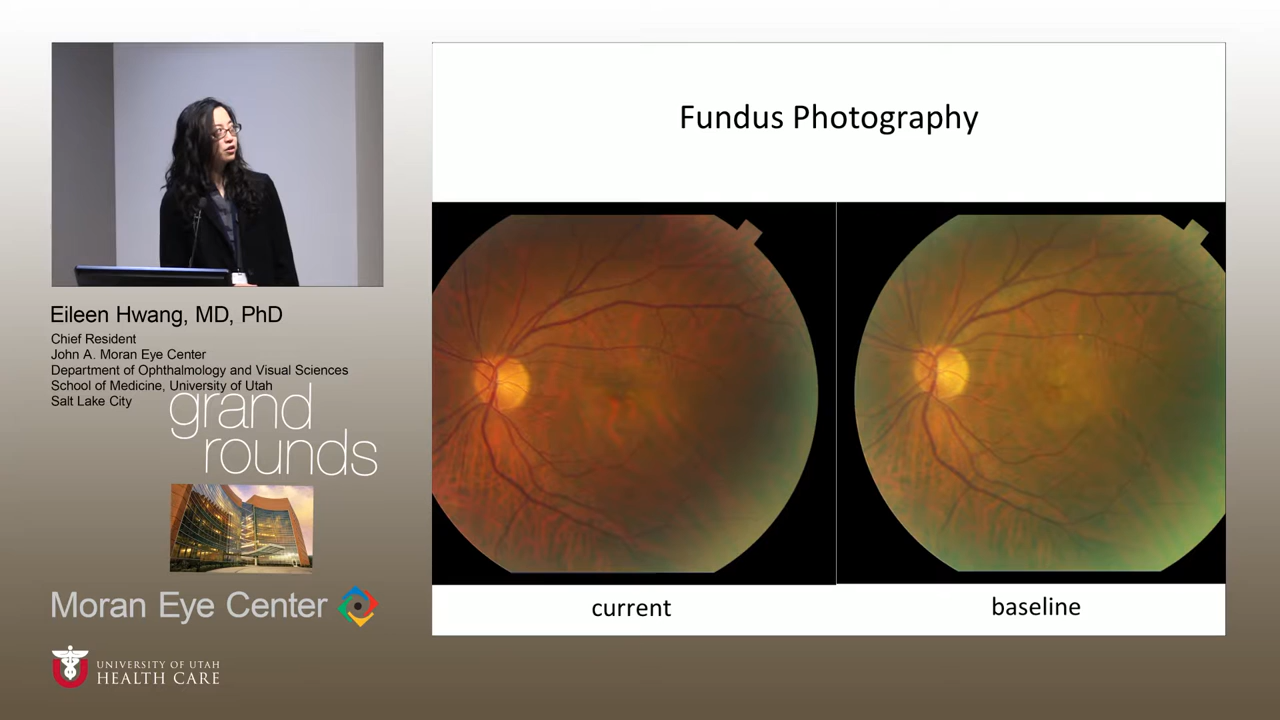 Fundus Photography
Eileen Hwang, MD, PhD
Chief Resident
John A. Moran Eye Center
Department of Ophthalmology and Visual Sciences
School of Medicine, University of Utah
Salt Lake City
grand
rounds
current
baseline
Moran Eye Center
UNIVERSITY OF UTAH
HEALTH CARE